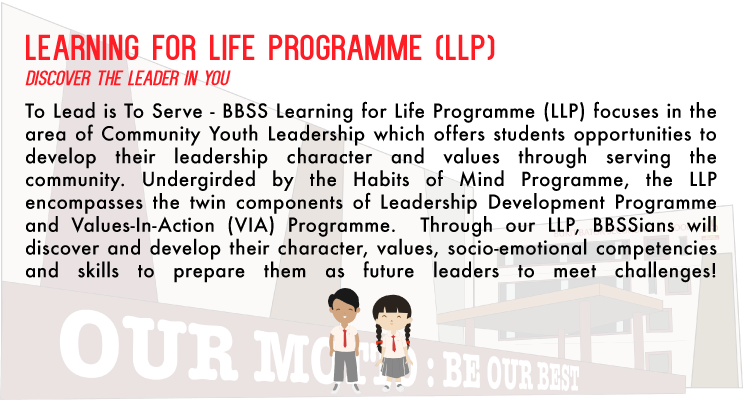 LEARNING FOR LIFE PROGRAMME (LLP)
DISCOVER THE LEADER IN YOU
To Lead is To Serve - BBSS Learning for Life Programme (LLP) focuses in the
area of Community Youth Leadership which offers students opportunities to
develop their leadership character and values through serving the
community. Undergirded by the Habits of Mind Programme, the LLP
encompasses the twin components of Leadership Development Programme
and Values-In-Action (VIA) Programme. Through our LLP, BBSSians will
discover and develop their character, values, socio-emotional competencies
and skills to prepare them as future leaders to meet challenges!
OUR MOTTO : BE OUR BEST